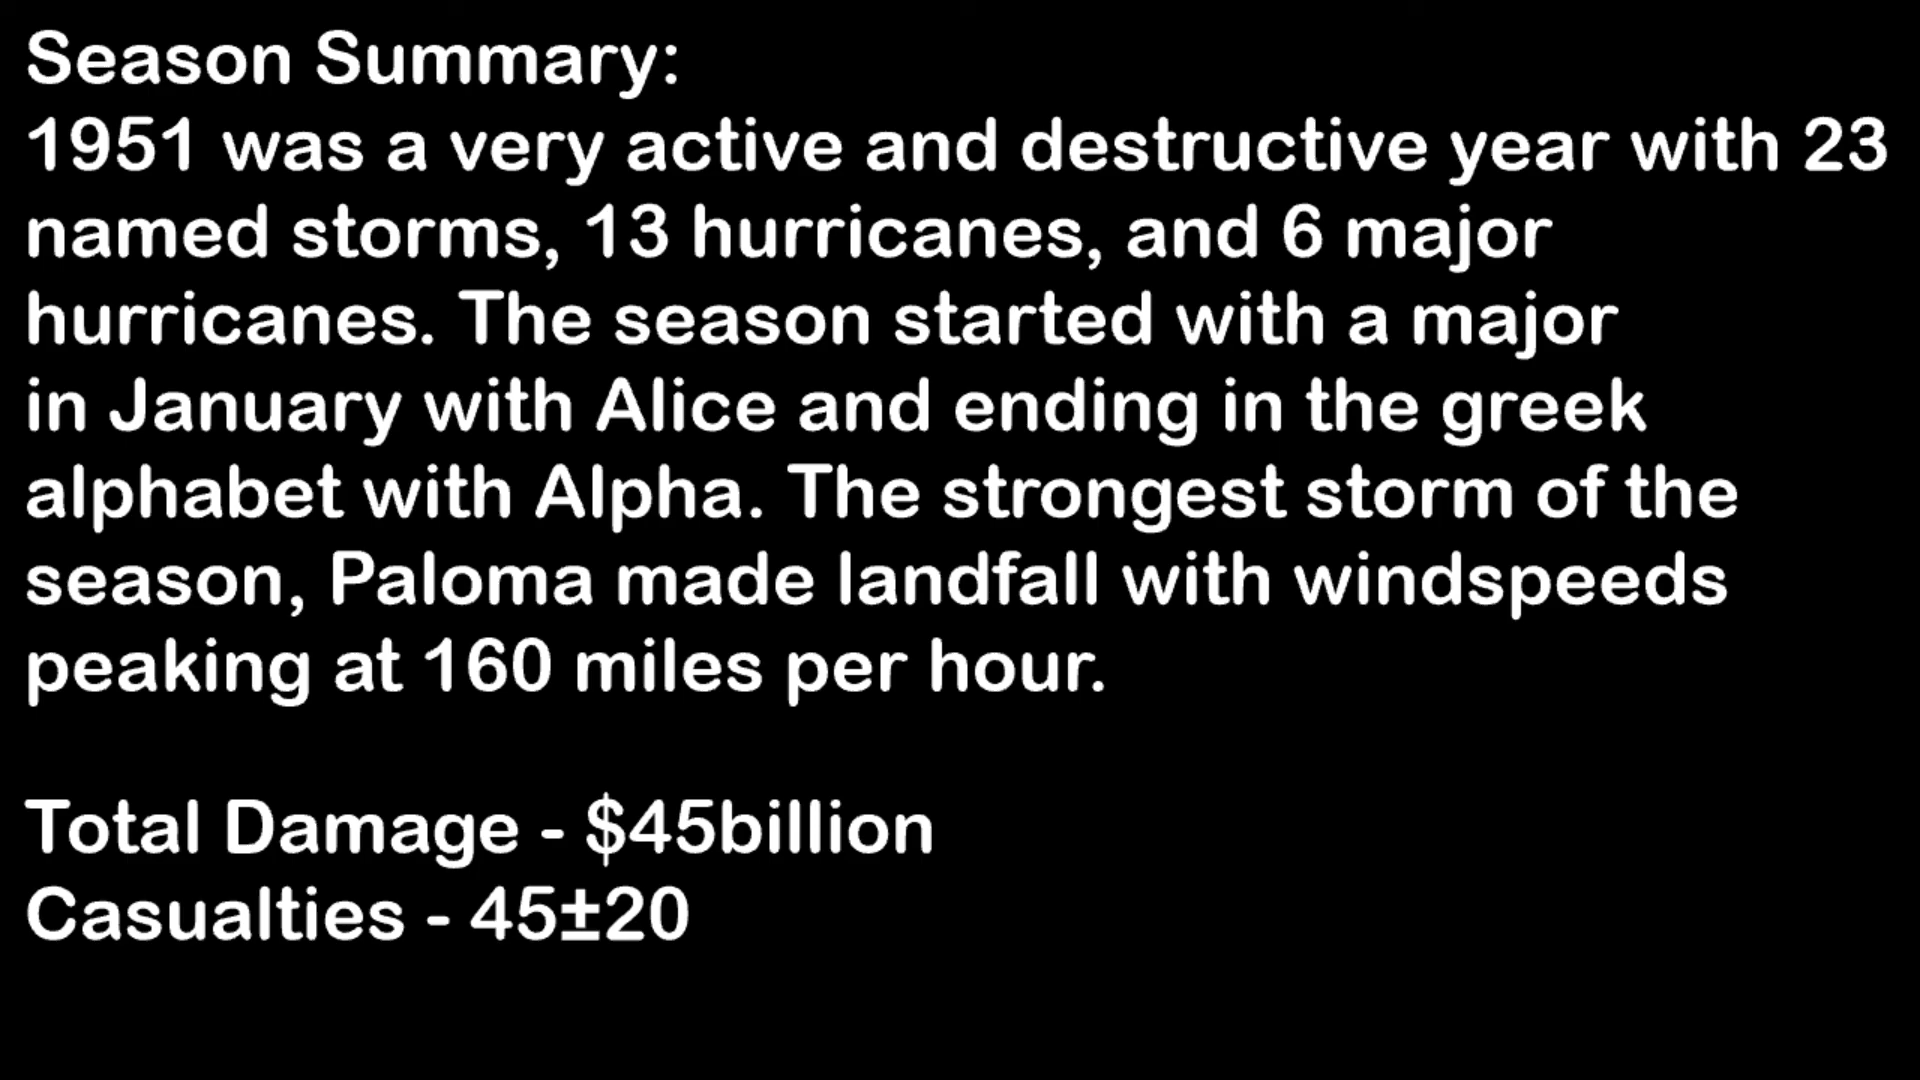 Season Summary:
1951 was a very active and destructive year with 23
named storms, 13 hurricanes, and 6 major
hurricanes. The season started with a major
in January with Alice and ending in the greek
alphabet with Alpha. The strongest storm of the
season, Paloma made landfall with windspeeds
peaking at 160 miles per hour.
Total Damage - $45billion
Casualties - 45±20